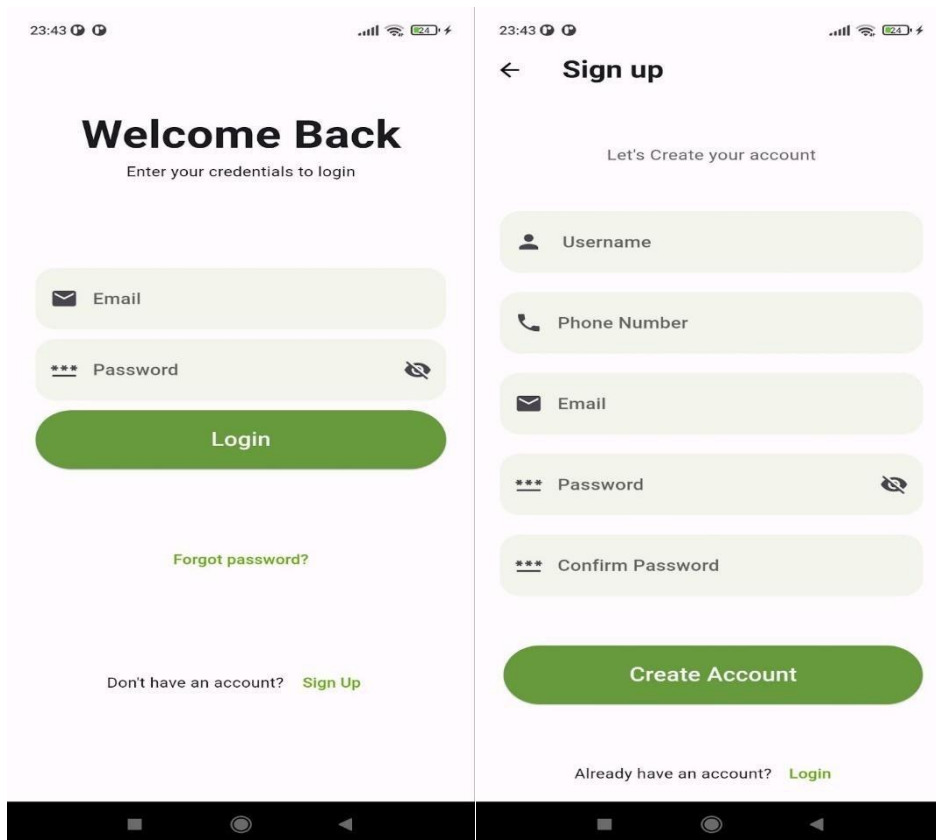 23:43
24
Welcome Back
Enter your credentials to login
Email
*** Password
Login
Forgot password?
Don't have an account? Sign Up
23:43
24
Sign up
Let's Create your account
Username
Phone Number
Email
*** Password
*** Confirm Password
Create Account
Already have an account? Login